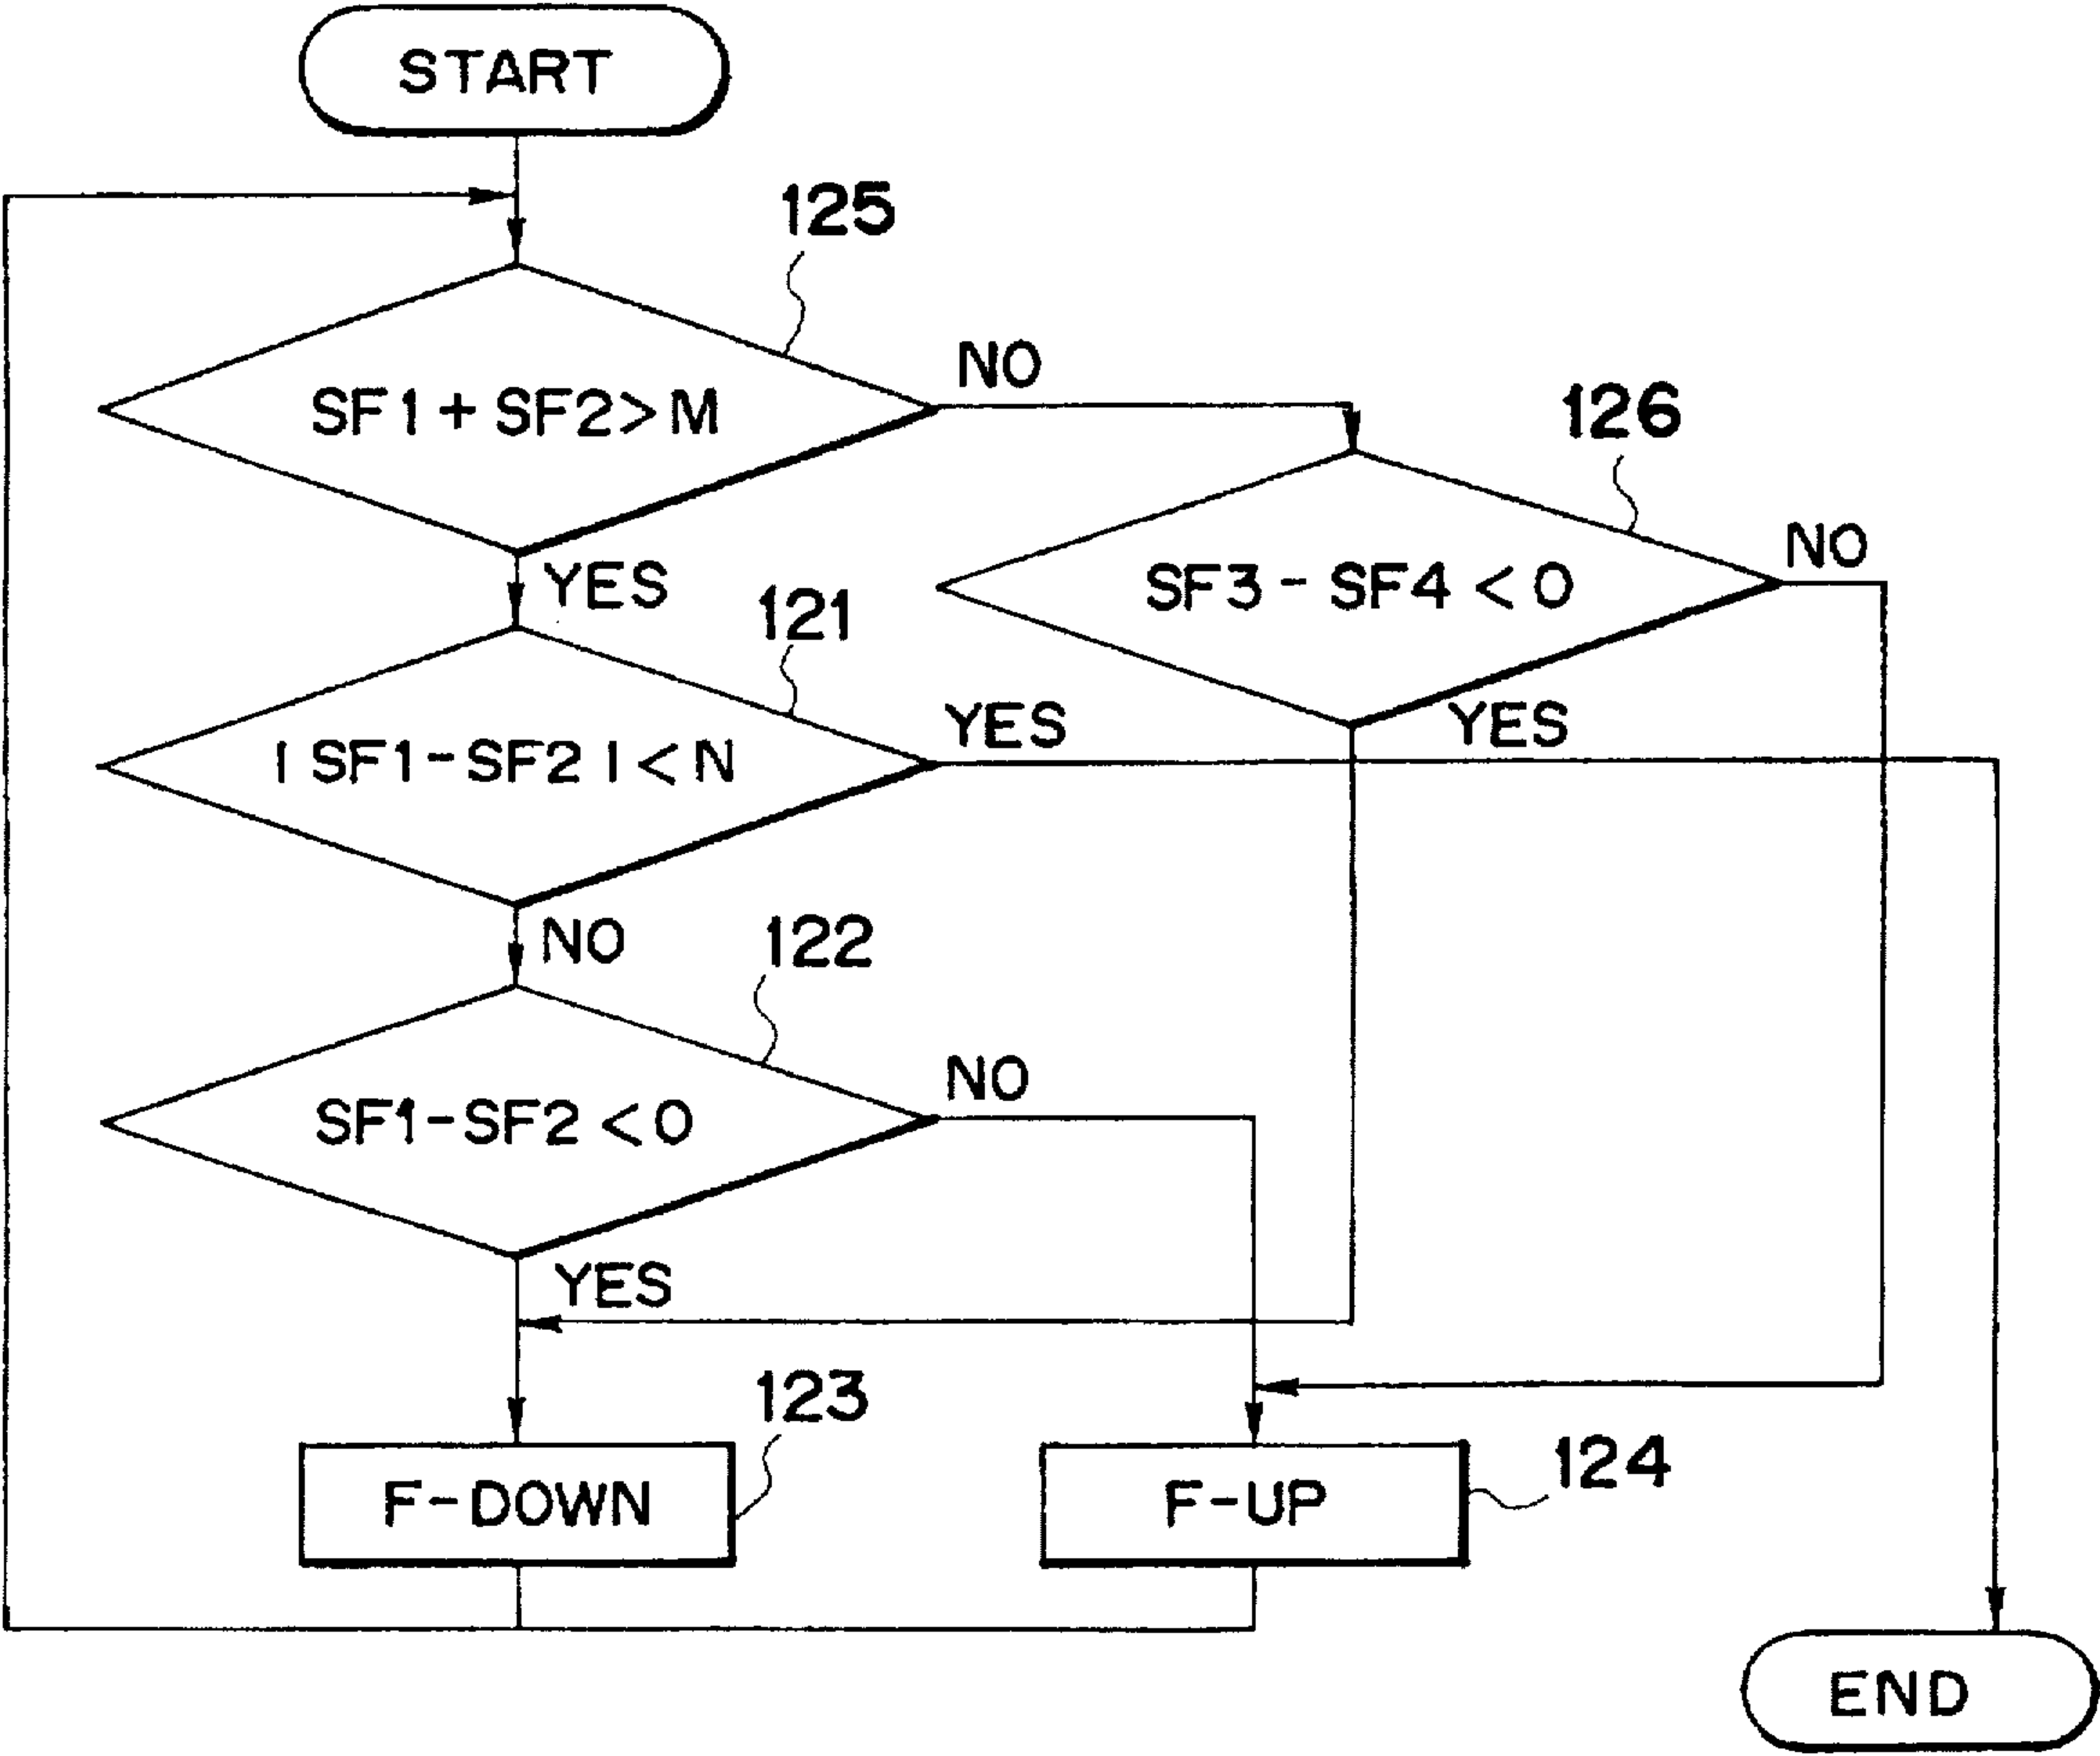 START
125
SF1+SF2>M
NO
126
SF3-SF4<0
NO
YES
121
|SF1-SF2|<N
YES
YES
NO
122
SF1-SF2<0
NO
YES
123
F-DOWN
F-UP
124
END